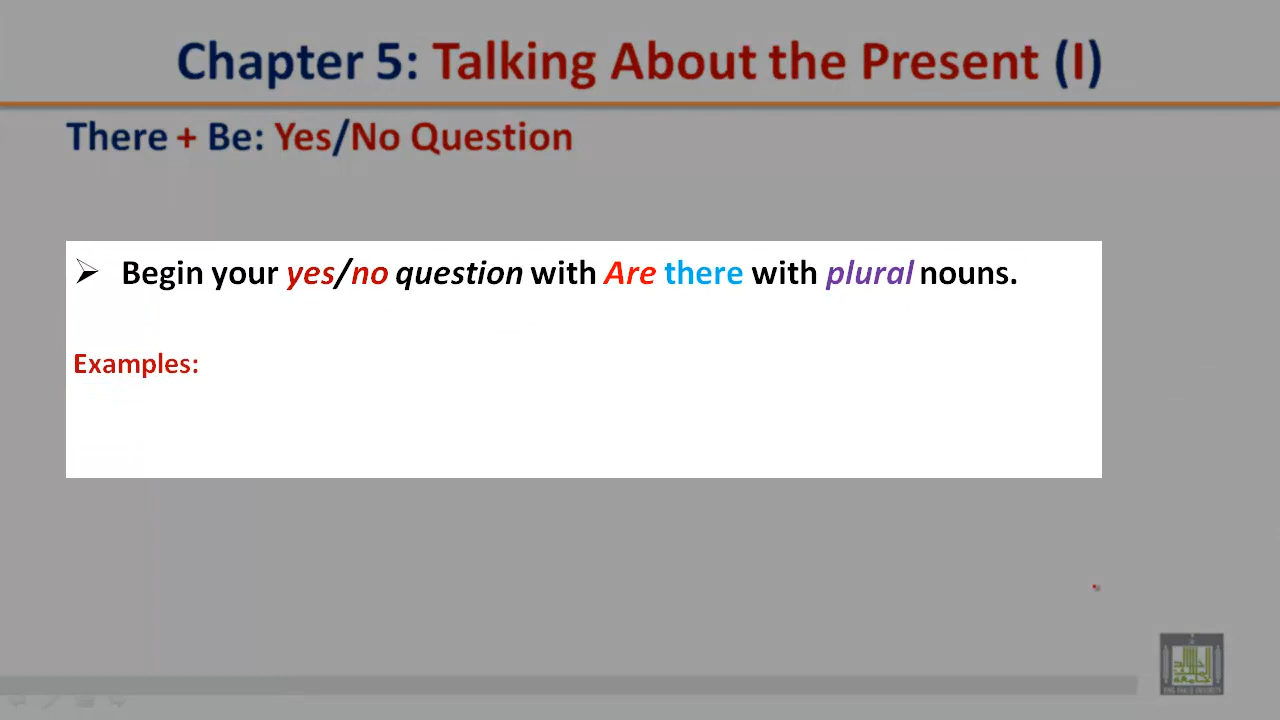 Chapter 5: Talking About the Present (I)
There + Be: Yes/No Question
➢ Begin your yes/no question with Are there with plural nouns.
Examples: